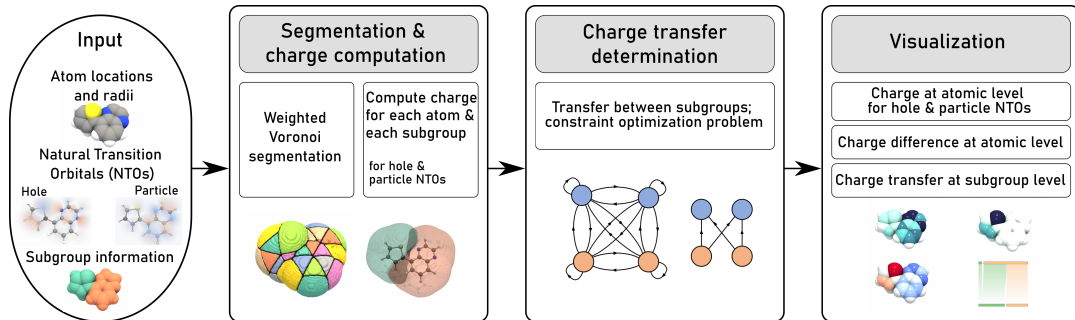 Input
Atom locations
and radii
Natural Transition
Orbitals (NTOs)
Hole
Particle
Subgroup information
Segmentation &
charge computation
Weighted
Voronoi
segmentation
Compute charge
for each atom &
each subgroup
for hole &
particle NTOs
Charge transfer
determination
Transfer between subgroups;
constraint optimization problem
Visualization
Charge at atomic level
for hole & particle NTOs
Charge difference at atomic level
Charge transfer at subgroup level